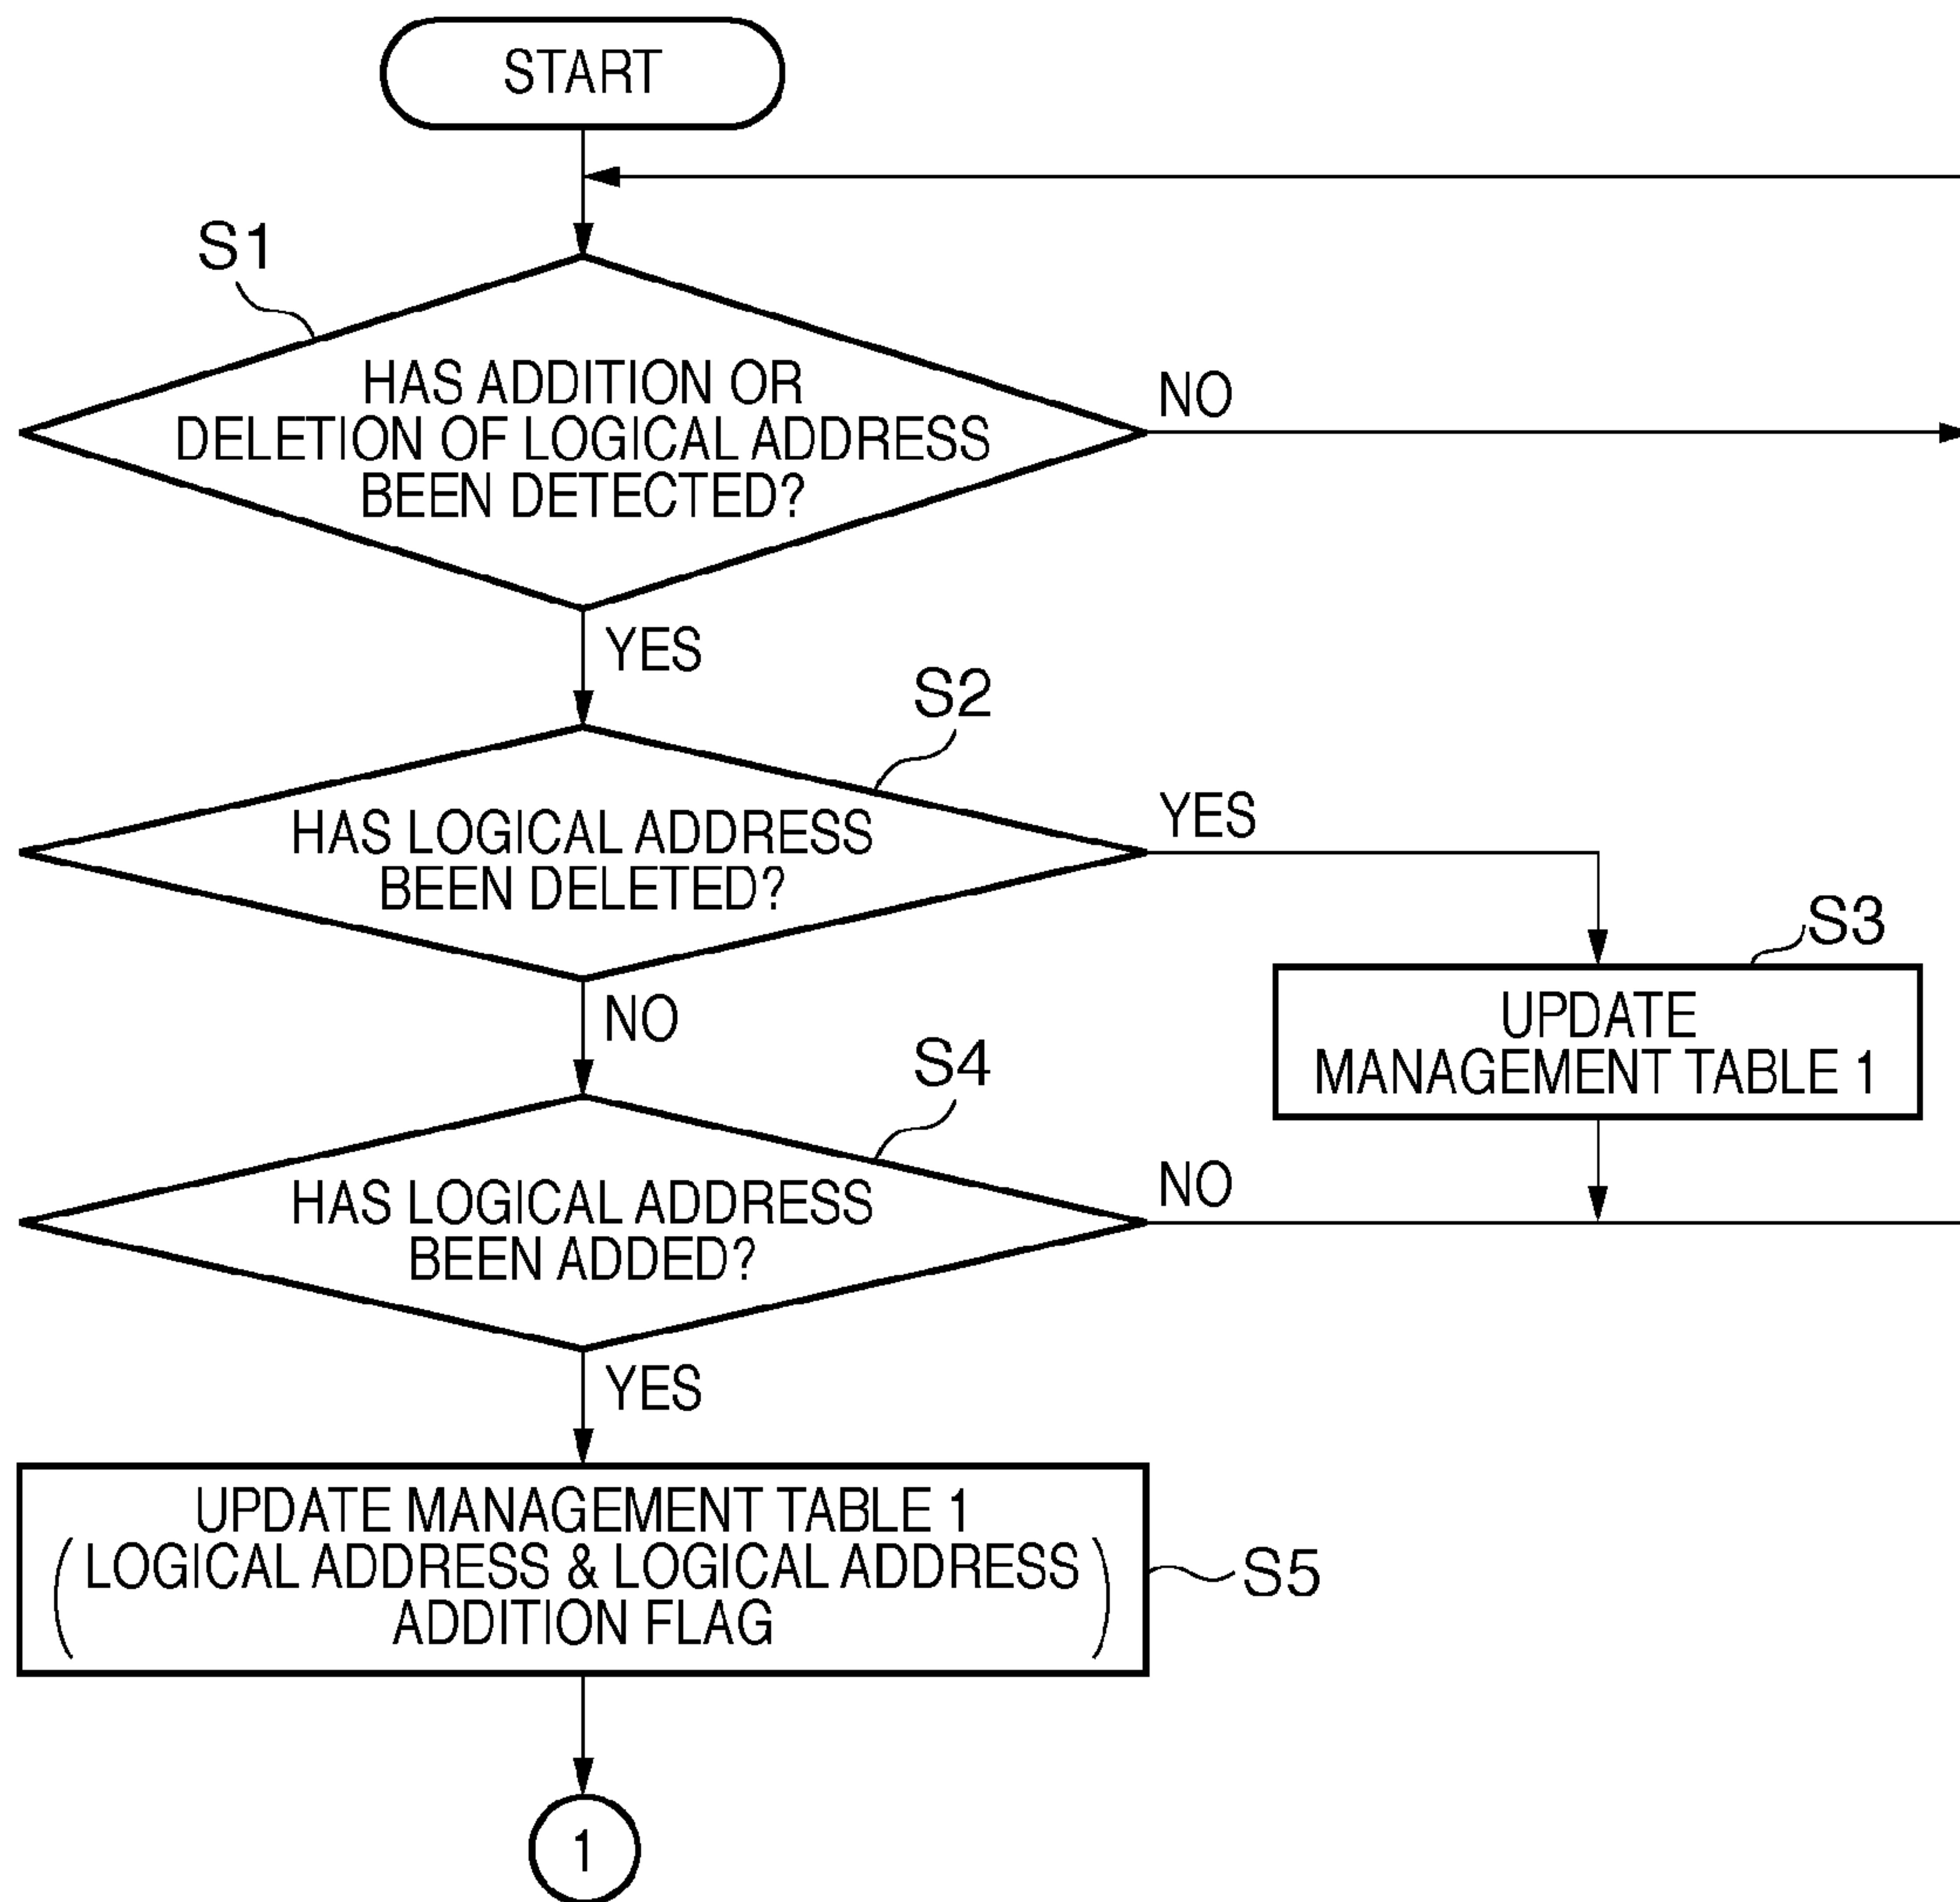 START
S1
HAS ADDITION OR
DELETION OF LOGICAL ADDRESS
BEEN DETECTED?
NO
YES
S2
HAS LOGICAL ADDRESS
BEEN DELETED?
YES
S3
UPDATE
MANAGEMENT TABLE 1
NO
S4
HAS LOGICAL ADDRESS
BEEN ADDED?
NO
YES
UPDATE MANAGEMENT TABLE 1
(LOGICAL ADDRESS & LOGICAL ADDRESS
ADDITION FLAG)
S5
1